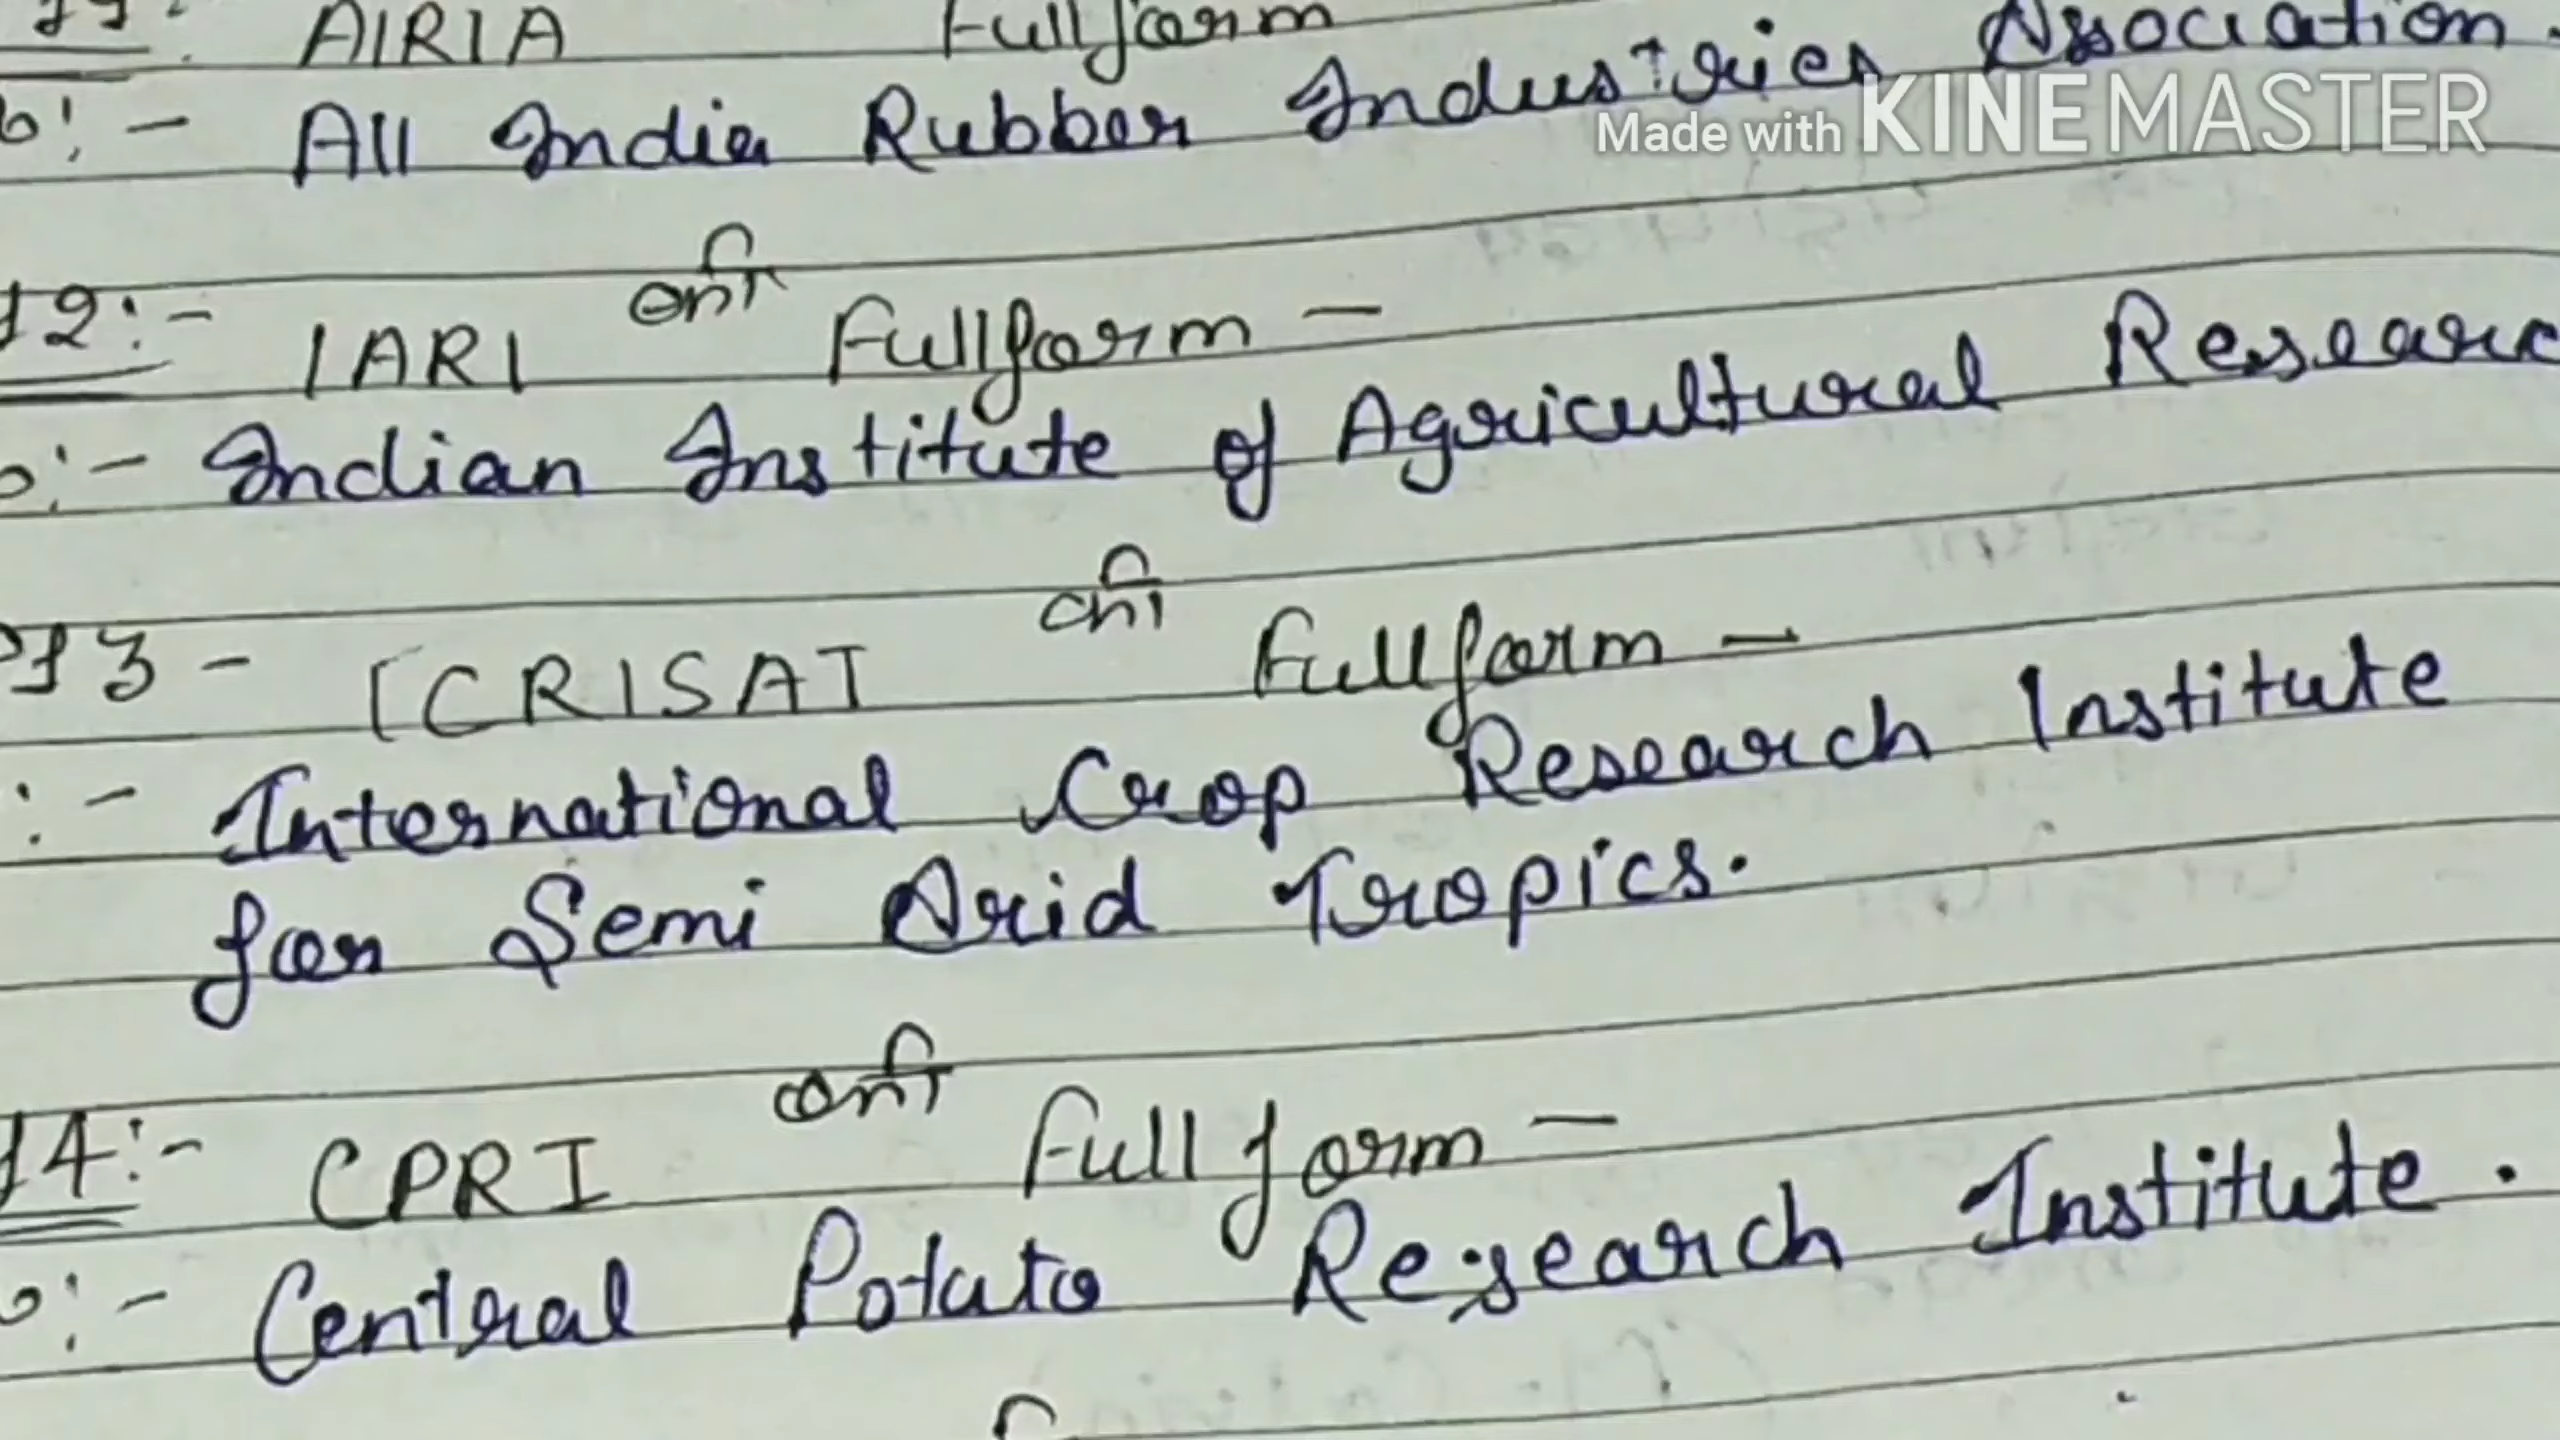 AIRIA Fullform
:- All India Rubber Industries Association.
Made with KINEMASTER
12:- IARI की Fullform -
:- Indian Institute of Agricultural Researc
13 - ICRISAT की Fullform -
:- International Crop Research Institute
for Semi Arid Tropics.
14:- CPRI की Full form -
:- Central Potato Research Institute.